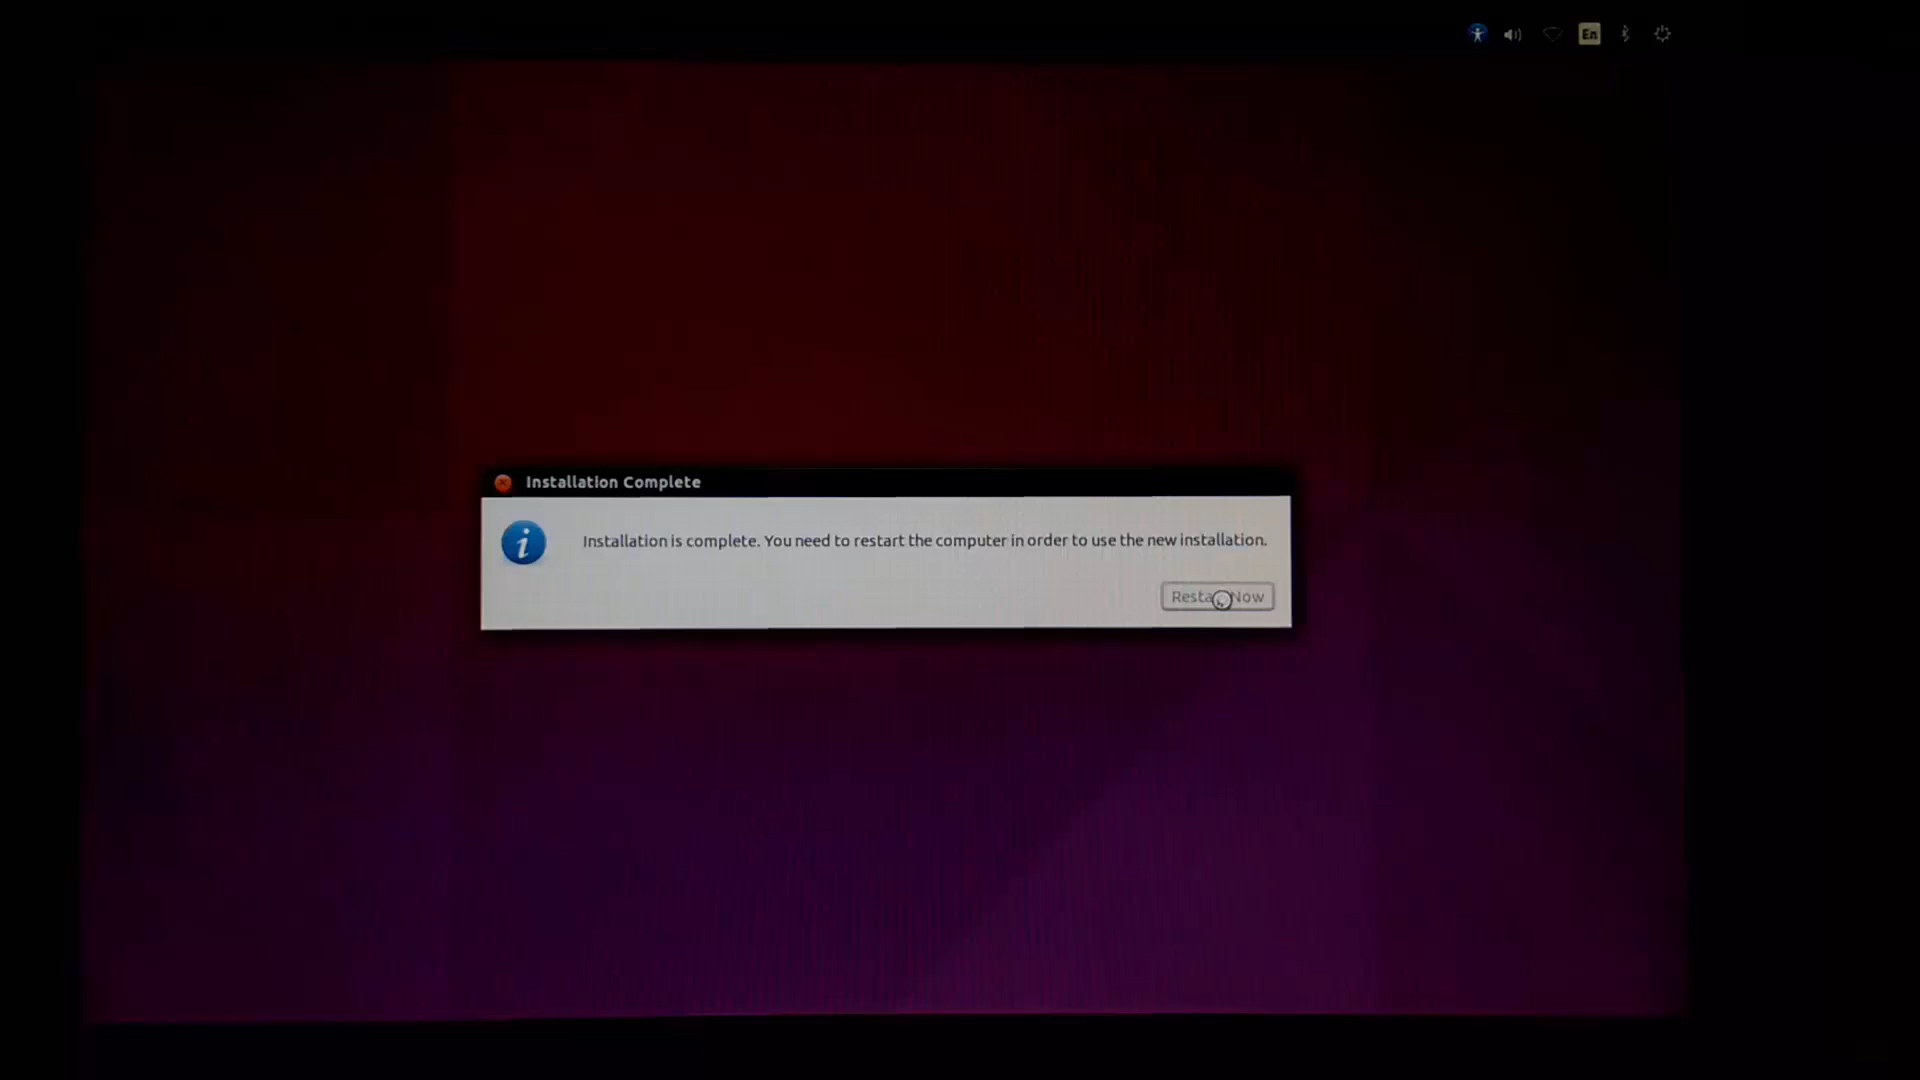 En
Installation Complete
Installation is complete. You need to restart the computer in order to use the new installation.
Restart Now